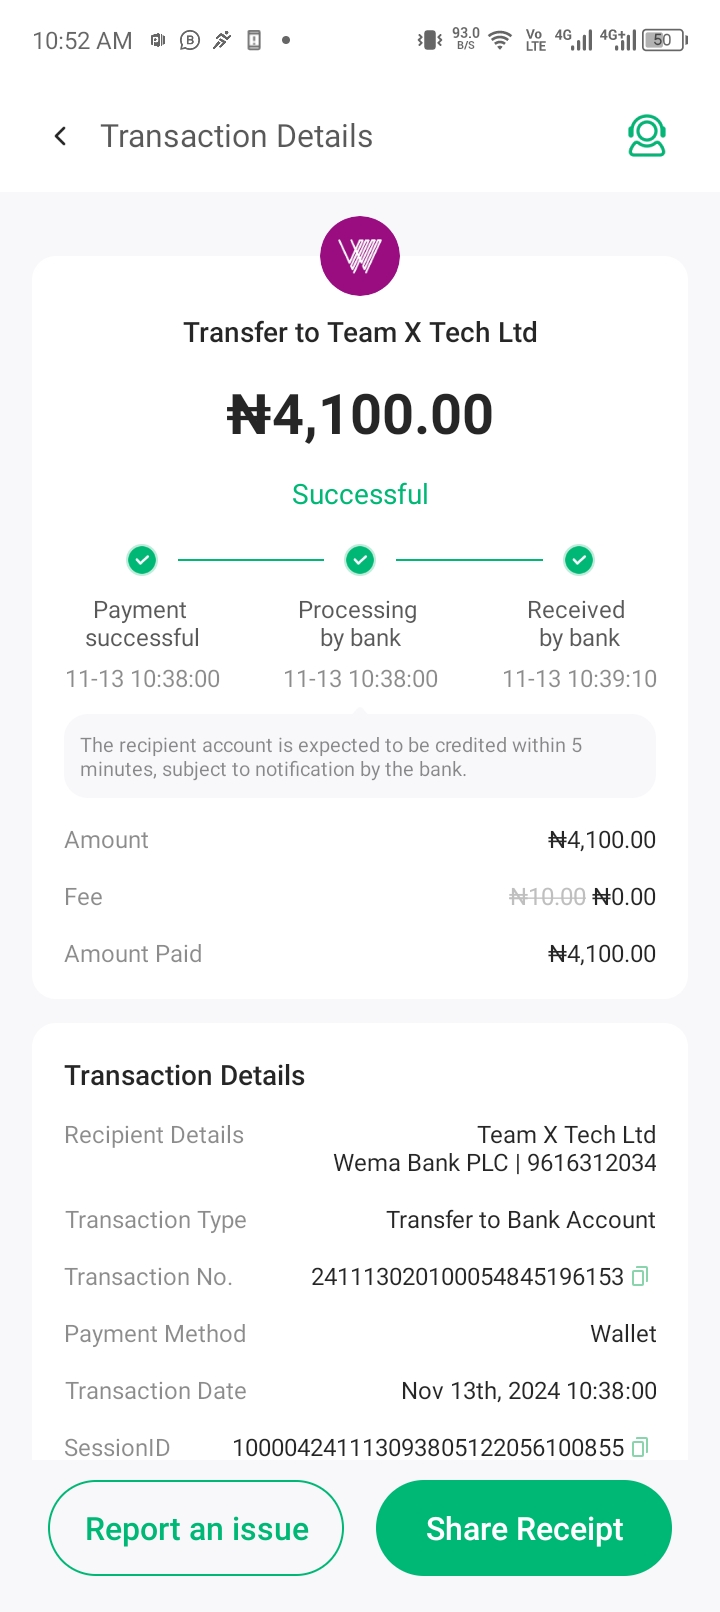 10:52 AM 93.0 B/S Vo LTE 4G 4G+ 50
Transaction Details
Transfer to Team X Tech Ltd
₦4,100.00
Successful
Payment successful
Processing by bank
Received by bank
11-13 10:38:00 11-13 10:38:00 11-13 10:39:10
The recipient account is expected to be credited within 5
minutes, subject to notification by the bank.
Amount ₦4,100.00
Fee ₦10.00 ₦0.00
Amount Paid ₦4,100.00
Transaction Details
Recipient Details Team X Tech Ltd
Wema Bank PLC | 9616312034
Transaction Type Transfer to Bank Account
Transaction No. 241113020100054845196153
Payment Method Wallet
Transaction Date Nov 13th, 2024 10:38:00
SessionID 100004241113093805122056100855
Report an issue Share Receipt